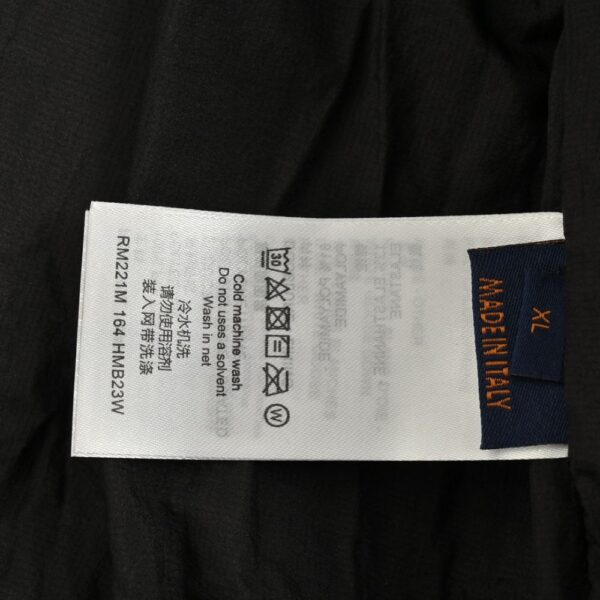 30
W
Cold machine wash
Do not use a solvent
Wash in net
冷水机洗
请勿使用溶剂
装入网带洗涤
RM221M 164 HMB23W
XL
MADE IN ITALY